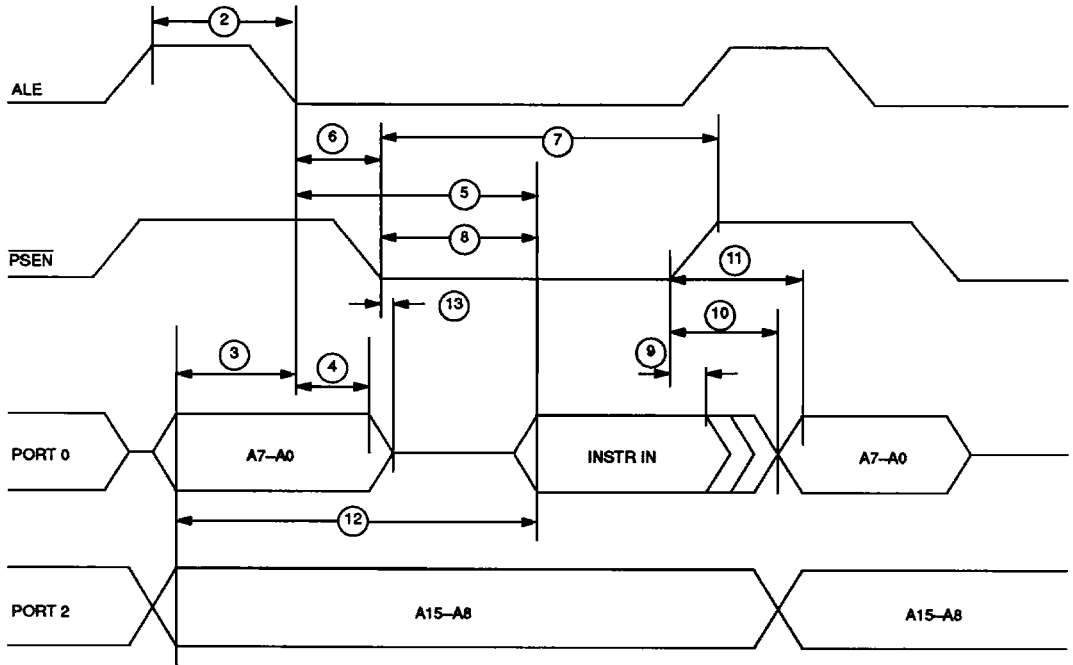 2
ALE
6
7
5
8
PSEN
11
13
10
3
4
9
PORT 0
A7–A0
INSTR IN
A7–A0
12
PORT 2
A15–A8
A15–A8